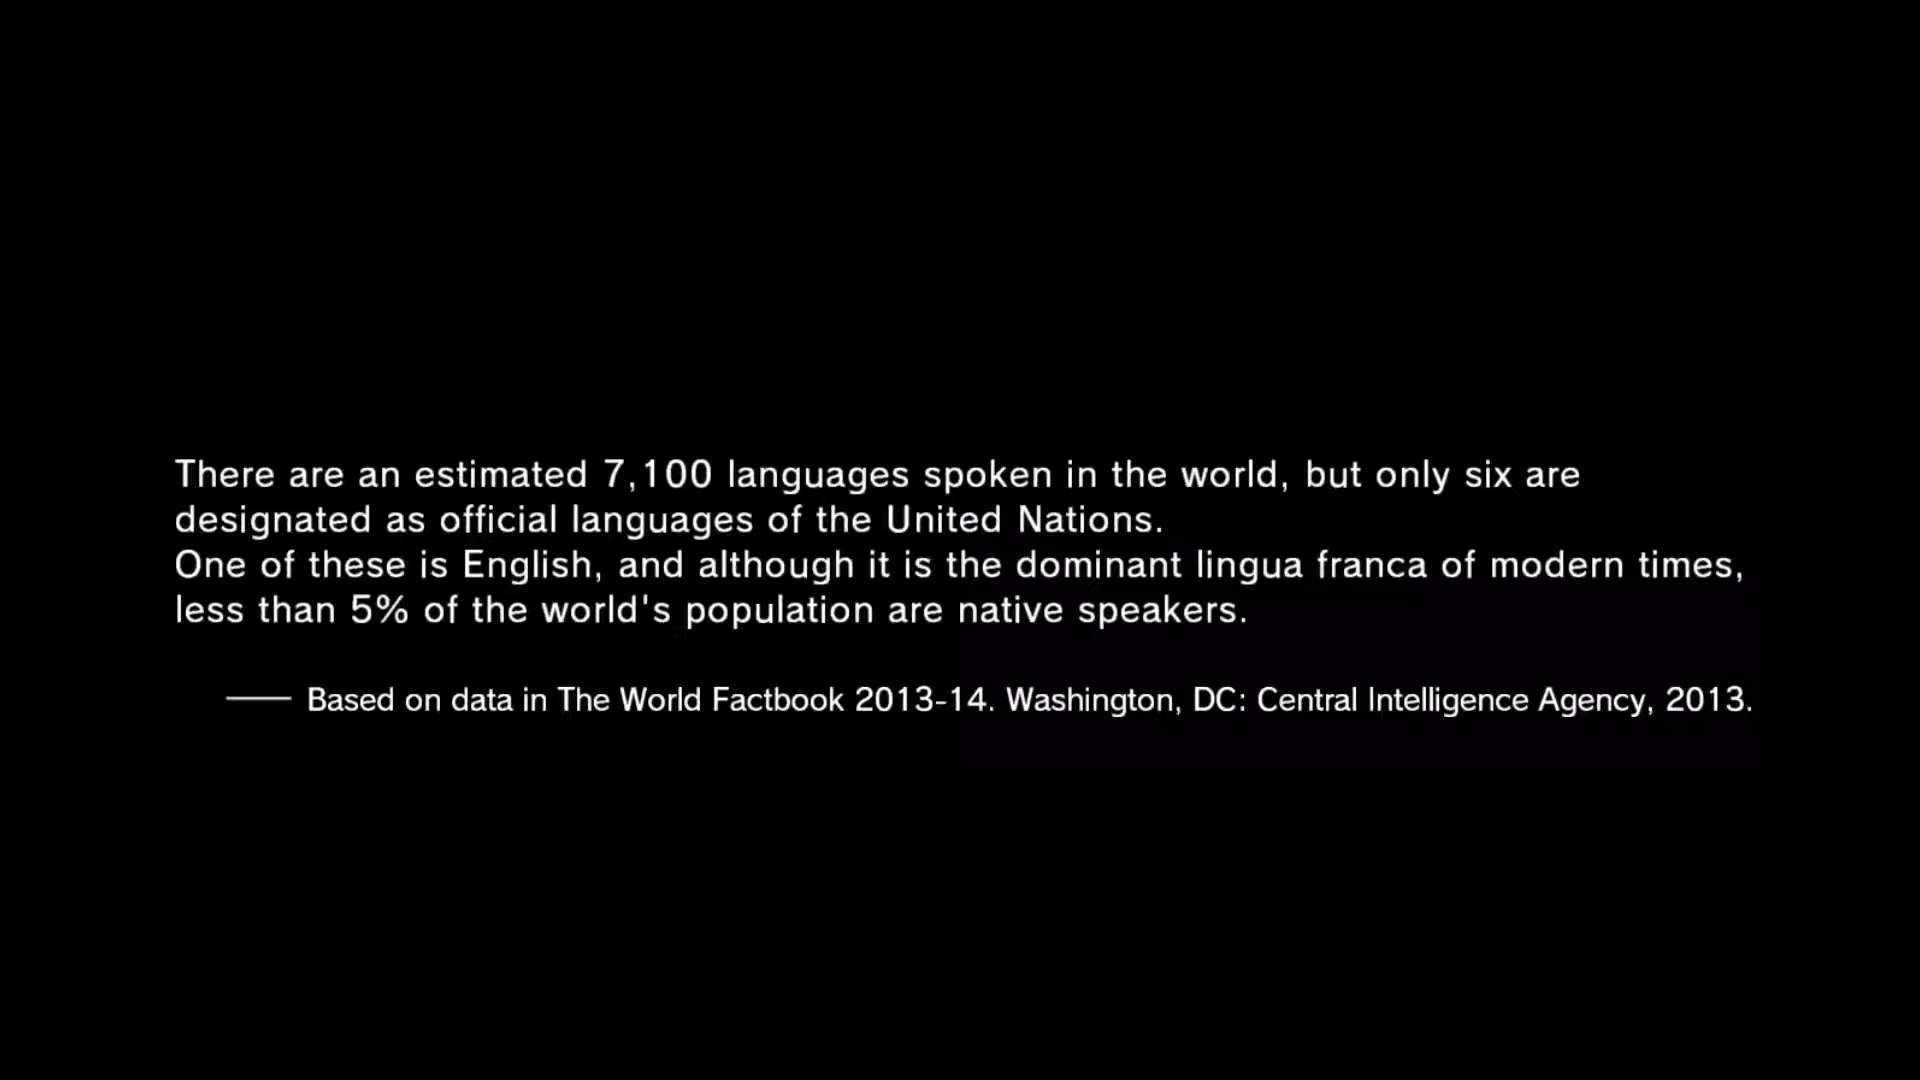 There are an estimated 7,100 languages spoken in the world, but only six are
designated as official languages of the United Nations.
One of these is English, and although it is the dominant lingua franca of modern times,
less than 5% of the world's population are native speakers.
—— Based on data in The World Factbook 2013-14. Washington, DC: Central Intelligence Agency, 2013.